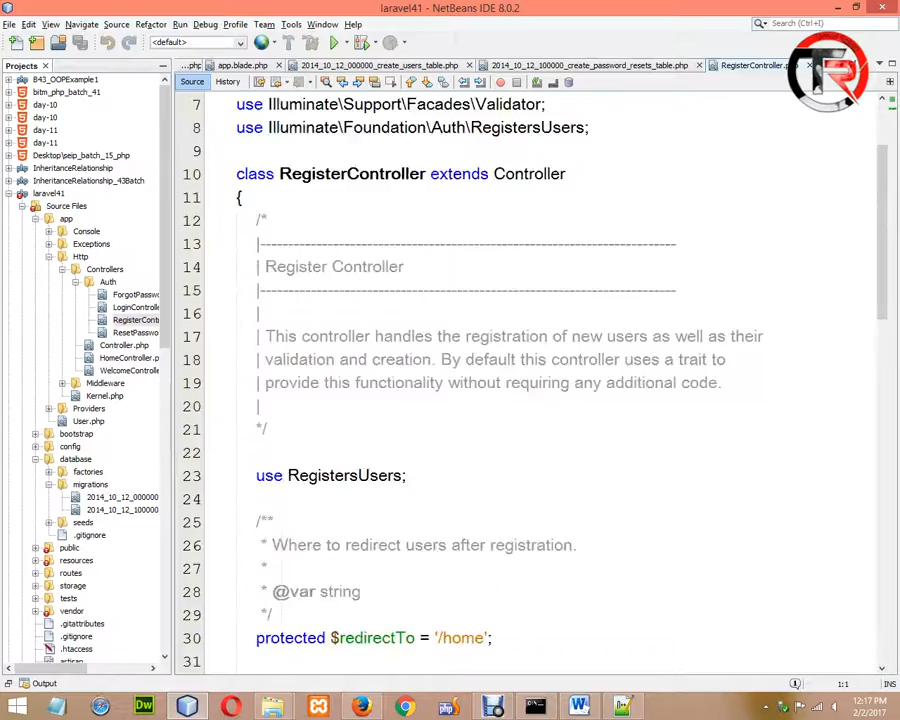 laravel41 - NetBeans IDE 8.0.2
File Edit View Navigate Source Refactor Run Debug Profile Team Tools Window Help
Search (Ctrl+I)
<default>
Projects
...php app.blade.php 2014_10_12_000000_create_users_table.php 2014_10_12_100000_create_password_resets_table.php RegisterController.
Source History
B43_OOPExample1
bitm_php_batch_41
day-10
day-10
day-11
day-11
Desktop\seip_batch_15_php
InheritanceRelationship
InheritanceRelationship_43Batch
laravel41
Source Files
app
Console
Exceptions
Http
Controllers
Auth
ForgotPasswo
LoginControlle
RegisterContr
ResetPasswo
Controller.php
HomeController.p
WelcomeControlle
Middleware
Kernel.php
Providers
User.php
bootstrap
config
database
factories
migrations
2014_10_12_000000
2014_10_12_100000
seeds
.gitignore
public
resources
routes
storage
tests
vendor
.gitattributes
.gitignore
.htaccess
artisan
7 use Illuminate\Support\Facades\Validator;
8 use Illuminate\Foundation\Auth\RegistersUsers;
9
10 class RegisterController extends Controller
11 {
12 /*
13 |--------------------------------------------------------------------------
14 | Register Controller
15 |--------------------------------------------------------------------------
16 |
17 | This controller handles the registration of new users as well as their
18 | validation and creation. By default this controller uses a trait to
19 | provide this functionality without requiring any additional code.
20 |
21 */
22
23 use RegistersUsers;
24
25 /**
26 * Where to redirect users after registration.
27 *
28 * @var string
29 */
30 protected $redirectTo = '/home';
31
Output
1:1 INS
12:17 PM
2/2/2017